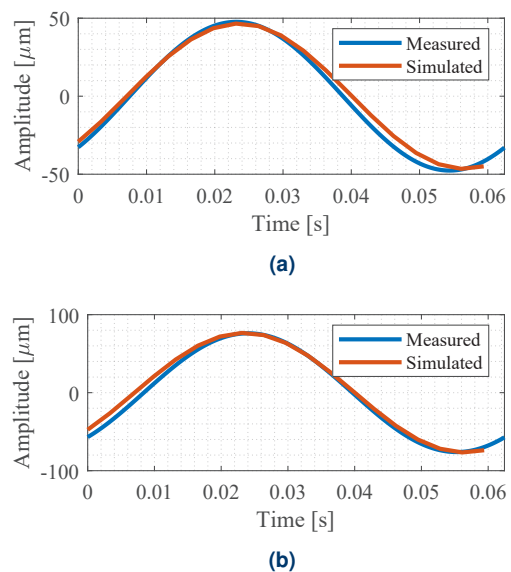 50
Measured
Simulated
0
-50
Amplitude [μm]
0 0.01 0.02 0.03 0.04 0.05 0.06
Time [s]
(a)
100
Measured
Simulated
0
-100
Amplitude [μm]
0 0.01 0.02 0.03 0.04 0.05 0.06
Time [s]
(b)